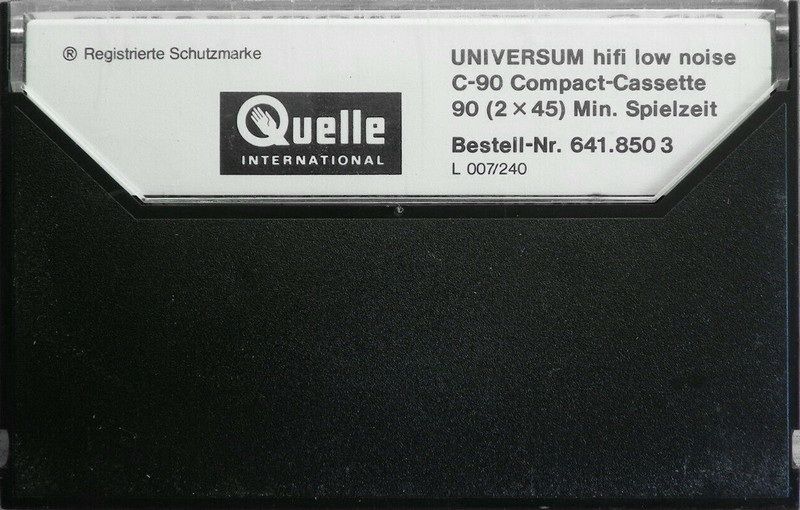 ® Registrierte Schutzmarke
Quelle
INTERNATIONAL
UNIVERSUM hifi low noise
C-90 Compact-Cassette
90 (2 × 45) Min. Spielzeit
Bestell-Nr. 641.850 3
L 007/240